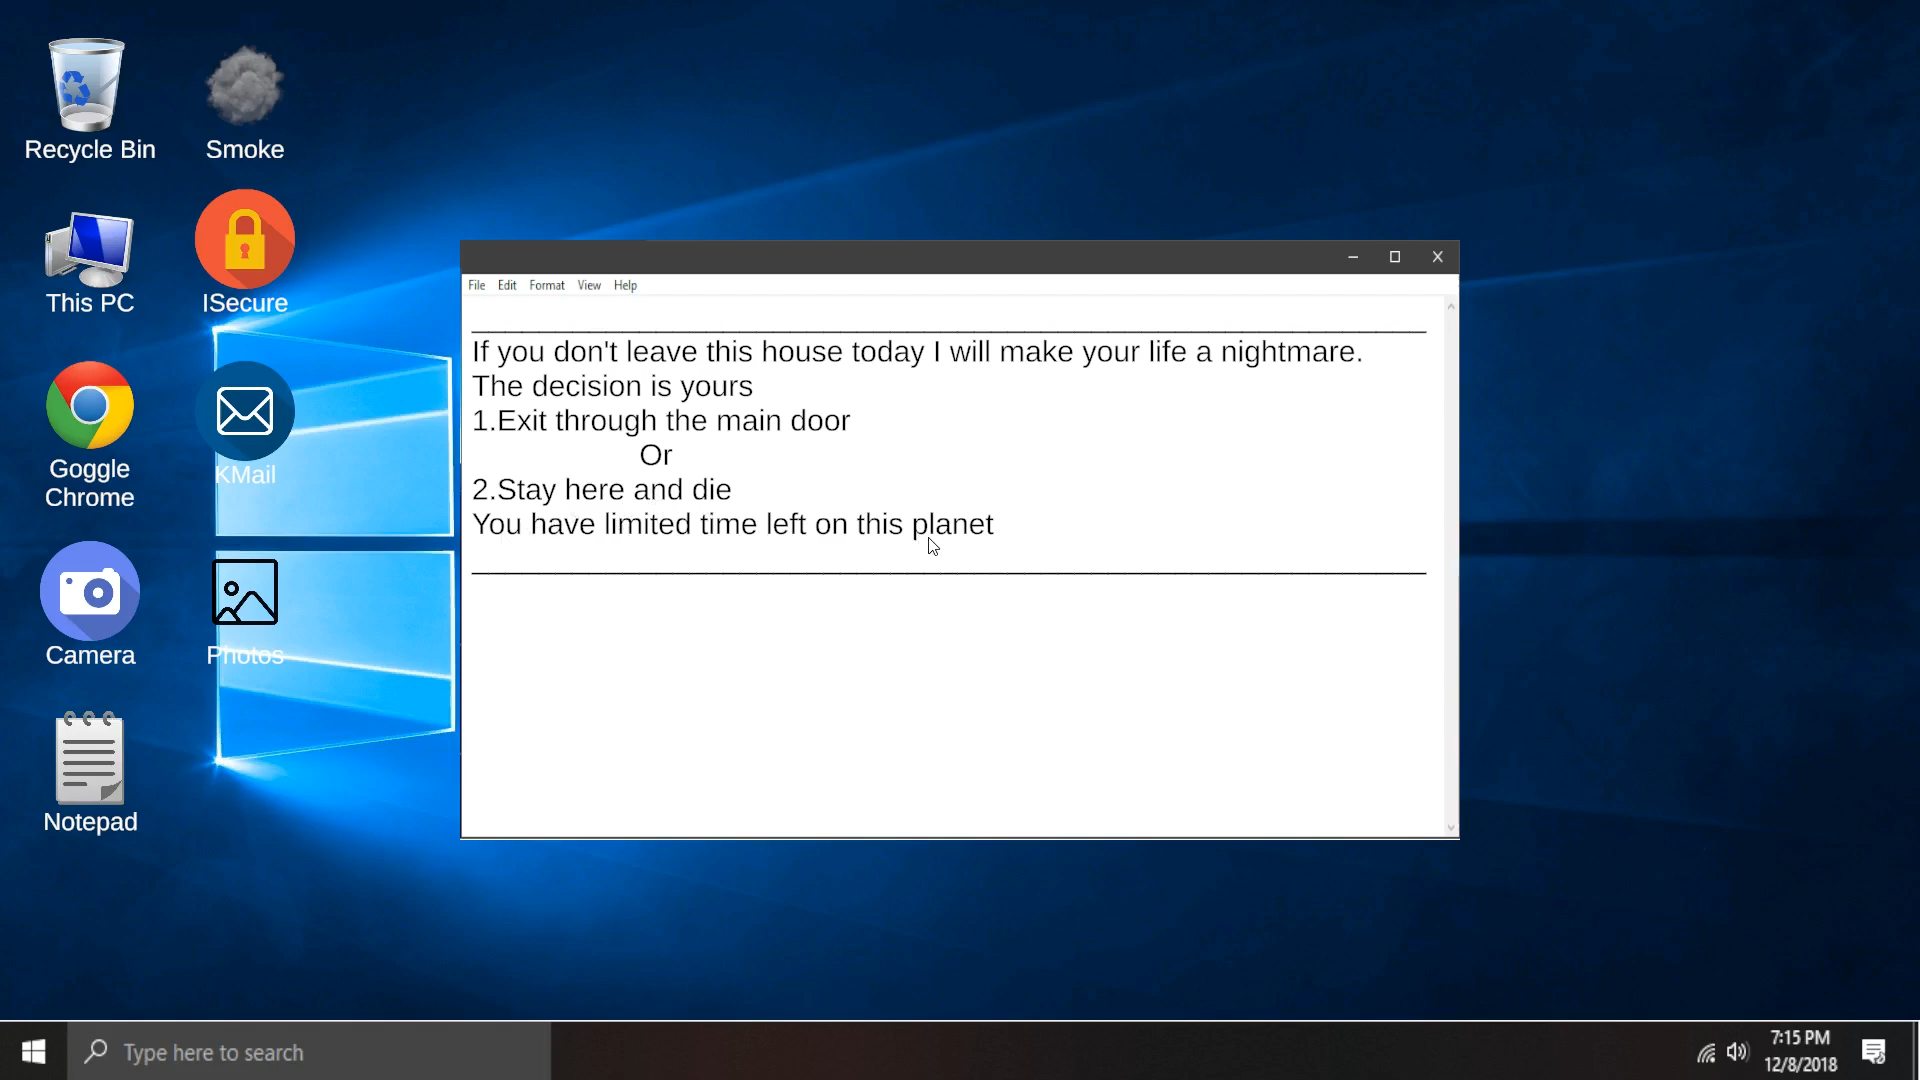 Recycle Bin
Smoke
This PC
ISecure
Goggle
Chrome
KMail
Camera
Photos
Notepad
File Edit Format View Help
If you don't leave this house today I will make your life a nightmare.
The decision is yours
1.Exit through the main door
Or
2.Stay here and die
You have limited time left on this planet
Type here to search
7:15 PM
12/8/2018